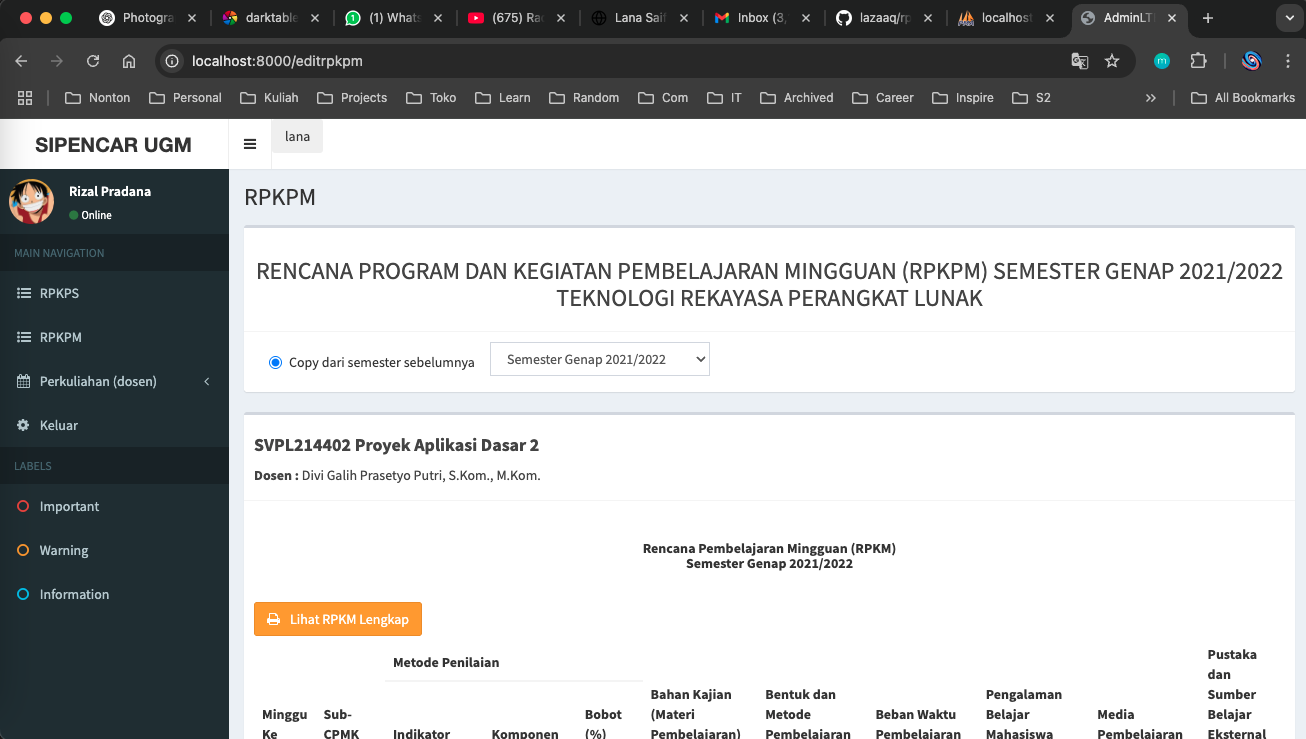 Photogra
darktable
(1) Whats
(675) Ra
Lana Saif
Inbox (3,
lazaaq/rp
localhost
AdminLT
localhost:8000/editrpkpm
Nonton
Personal
Kuliah
Projects
Toko
Learn
Random
Com
IT
Archived
Career
Inspire
S2
All Bookmarks
SIPENCAR UGM
lana
Rizal Pradana
Online
MAIN NAVIGATION
RPKPS
RPKPM
Perkuliahan (dosen)
Keluar
LABELS
Important
Warning
Information
RPKPM
RENCANA PROGRAM DAN KEGIATAN PEMBELAJARAN MINGGUAN (RPKPM) SEMESTER GENAP 2021/2022
TEKNOLOGI REKAYASA PERANGKAT LUNAK
Copy dari semester sebelumnya
Semester Genap 2021/2022
SVPL214402 Proyek Aplikasi Dasar 2
Dosen : Divi Galih Prasetyo Putri, S.Kom., M.Kom.
Rencana Pembelajaran Mingguan (RPKM)
Semester Genap 2021/2022
Lihat RPKM Lengkap
Minggu
Ke
Sub-
CPMK
Metode Penilaian
Indikator
Komponen
Bobot
(%)
Bahan Kajian
(Materi
Pembelajaran)
Bentuk dan
Metode
Pembelajaran
Beban Waktu
Pembelajaran
Pengalaman
Belajar
Mahasiswa
Media
Pembelajaran
Pustaka
dan
Sumber
Belajar
Eksternal